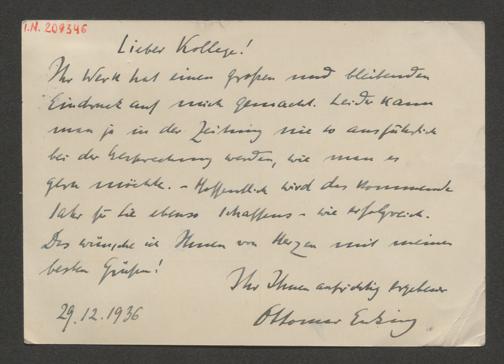 I.N. 209346
Lieber Kollege!
Ihr Werk hat einen großen und bleibenden
Eindruck auf mich gemacht. Leider kann
man ja in der Zeitung nie so ausführlich
bei der Besprechung werden, wie man es
gern möchte. – Hoffentlich wird das kommende
Jahr für Sie ebenso schaffens- wie erfolgreich.
Das wünsche ich Ihnen von Herzen mit meinen
besten Grüßen!
Ihr Ihnen aufrichtig ergebener
29.12.1936
Ottomar Enking